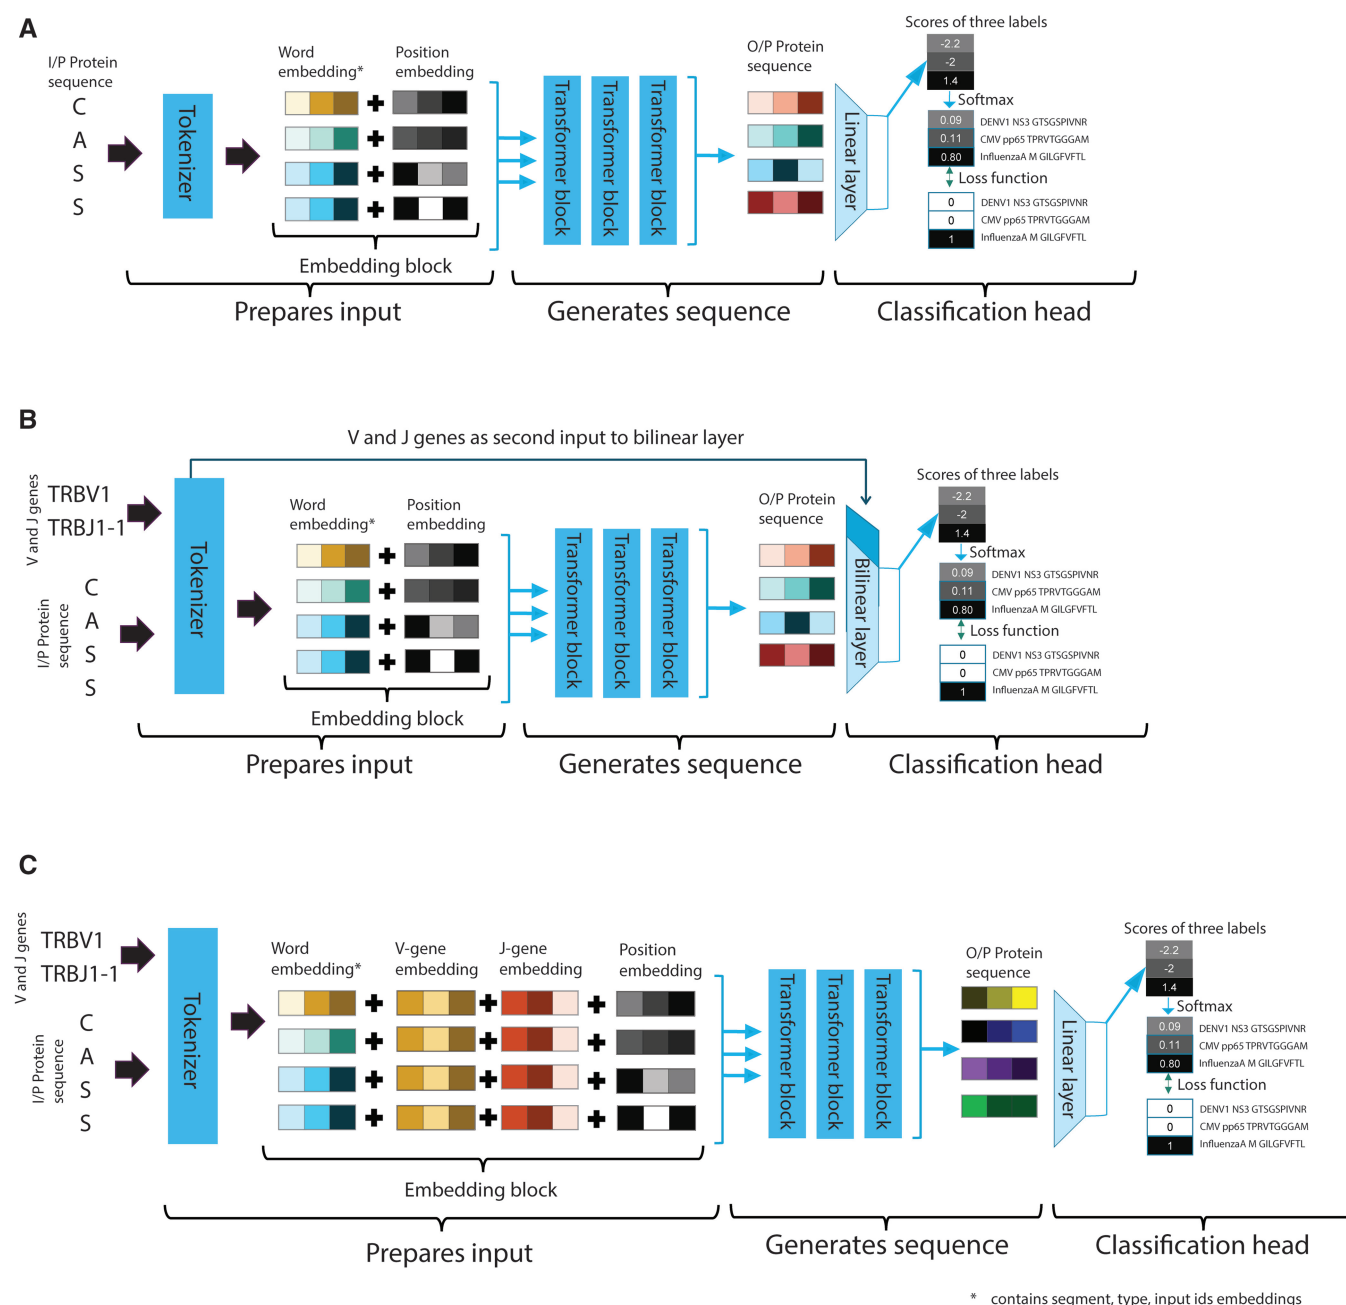 A
I/P Protein
sequence
C
A
S
S
Tokenizer
Word
embedding*
Position
embedding
Embedding block
Prepares input
Transformer block
Transformer block
Transformer block
Generates sequence
O/P Protein
sequence
Linear layer
Scores of three labels
-2.2
-2
1.4
Softmax
0.09 DENV1 NS3 GTSGSPIVNR
0.11 CMV pp65 TPRVTGGGAM
0.80 InfluenzaA M GILGFVFTL
Loss function
0 DENV1 NS3 GTSGSPIVNR
0 CMV pp65 TPRVTGGGAM
1 InfluenzaA M GILGFVFTL
Classification head
B
V and J genes as second input to bilinear layer
V and J genes
TRBV1
TRBJ1-1
I/P Protein
sequence
C
A
S
S
Tokenizer
Word
embedding*
Position
embedding
Embedding block
Prepares input
Transformer block
Transformer block
Transformer block
Generates sequence
O/P Protein
sequence
Bilinear layer
Scores of three labels
-2.2
-2
1.4
Softmax
0.09 DENV1 NS3 GTSGSPIVNR
0.11 CMV pp65 TPRVTGGGAM
0.80 InfluenzaA M GILGFVFTL
Loss function
0 DENV1 NS3 GTSGSPIVNR
0 CMV pp65 TPRVTGGGAM
1 InfluenzaA M GILGFVFTL
Classification head
C
V and J genes
TRBV1
TRBJ1-1
I/P Protein
sequence
C
A
S
S
Tokenizer
Word
embedding*
V-gene
embedding
J-gene
embedding
Position
embedding
Embedding block
Prepares input
Transformer block
Transformer block
Transformer block
Generates sequence
O/P Protein
sequence
Linear layer
Scores of three labels
-2.2
-2
1.4
Softmax
0.09 DENV1 NS3 GTSGSPIVNR
0.11 CMV pp65 TPRVTGGGAM
0.80 InfluenzaA M GILGFVFTL
Loss function
0 DENV1 NS3 GTSGSPIVNR
0 CMV pp65 TPRVTGGGAM
1 InfluenzaA M GILGFVFTL
Classification head
* contains segment, type, input ids embeddings